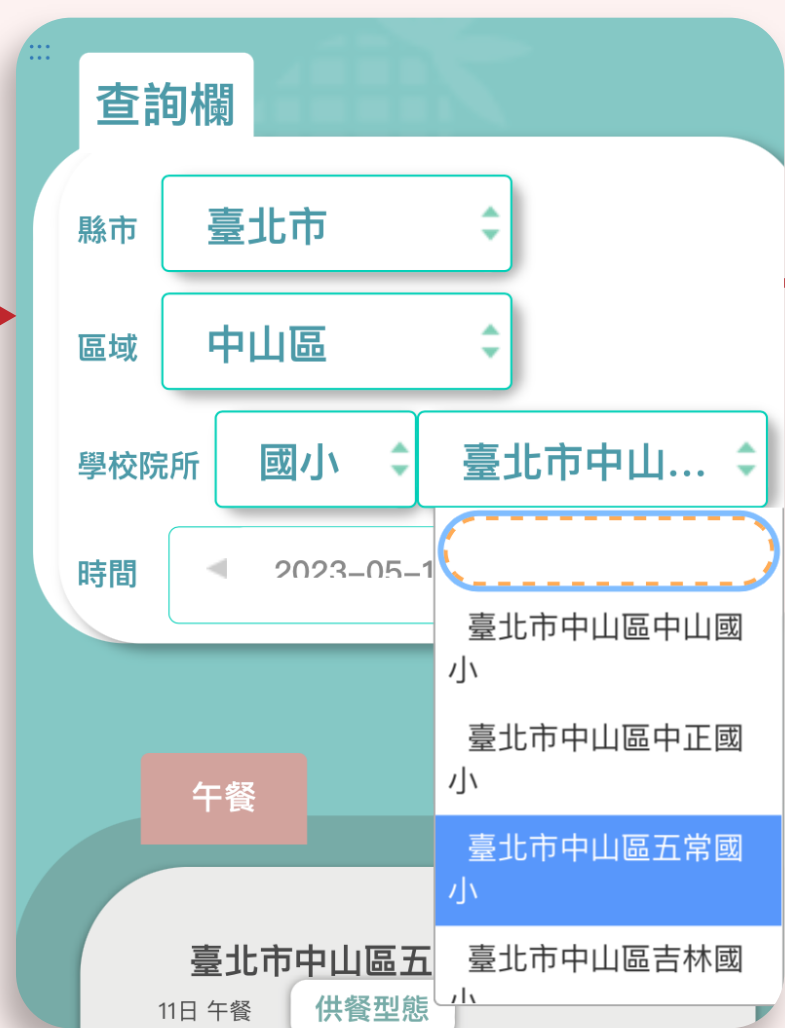 查詢欄
縣市 臺北市
區域 中山區
學校院所 國小 臺北市中山...
時間 2023-05-1
臺北市中山區中山國
小
臺北市中山區中正國
小
臺北市中山區五常國
小
臺北市中山區吉林國
小
午餐
臺北市中山區五
11日 午餐 供餐型態